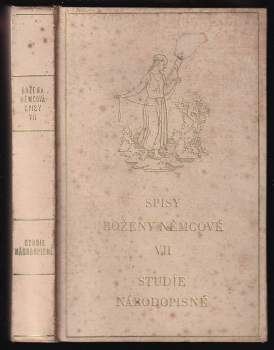 BOŽENA
NĚMCOVÁ
SPISY
VII
STUDIE
NÁRODOPISNÉ
SPISY
BOŽENY NĚMCOVÉ
VII
STUDIE
NÁRODOPISNÉ